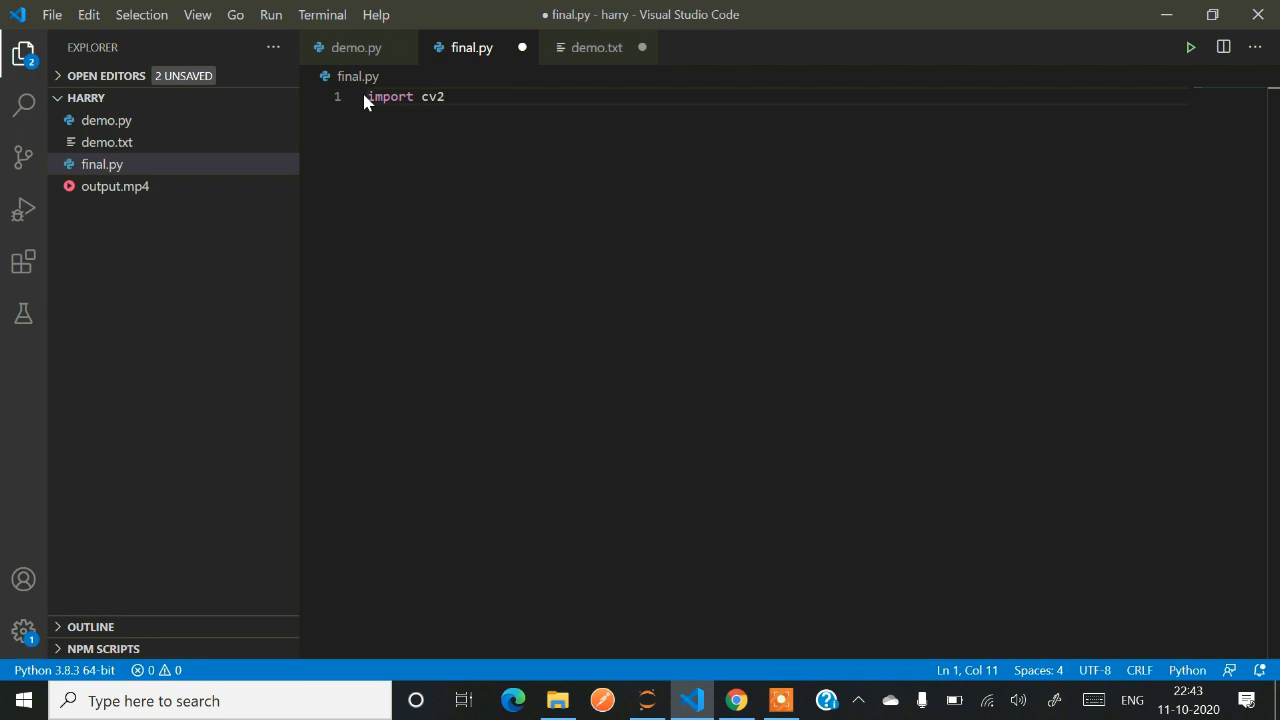 File Edit Selection View Go Run Terminal Help
● final.py - harry - Visual Studio Code
EXPLORER
OPEN EDITORS 2 UNSAVED
HARRY
demo.py
demo.txt
final.py
output.mp4
OUTLINE
NPM SCRIPTS
demo.py final.py demo.txt
final.py
1 import cv2
2
1
Python 3.8.3 64-bit 0 0 Ln 1, Col 11 Spaces: 4 UTF-8 CRLF Python
Type here to search
ENG
22:43
11-10-2020